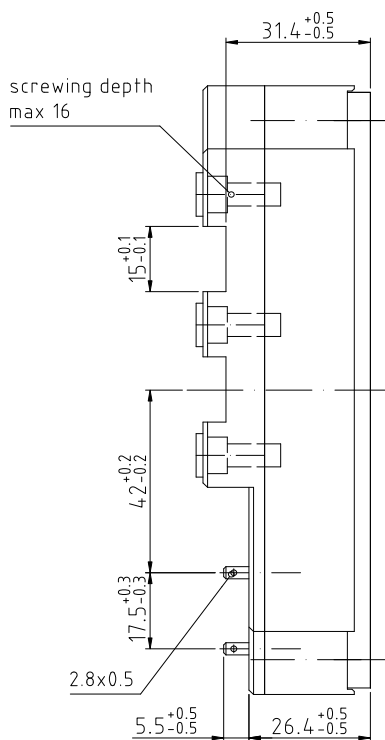 31.4 +0.5 -0.5
screwing depth
max 16
15 +0.1 -0.1
42 +0.2 -0.2
17.5 +0.3 -0.3
2.8x0.5
5.5 +0.5 -0.5
26.4 +0.5 -0.5